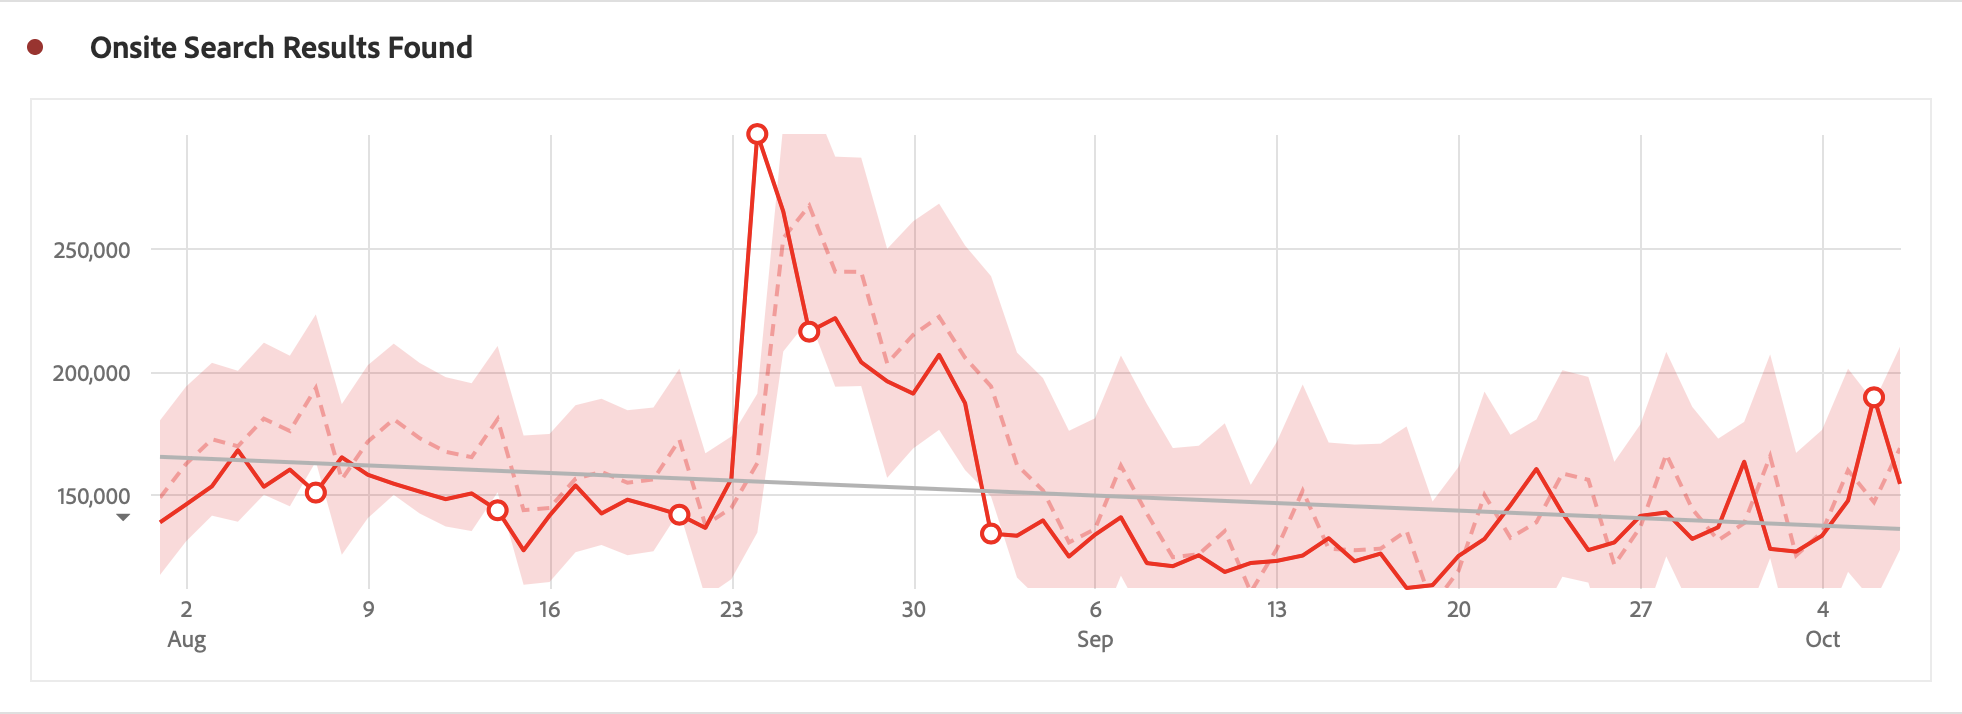 Onsite Search Results Found
250,000
200,000
150,000
2 9 16 23 30 6 13 20 27 4
Aug Sep Oct